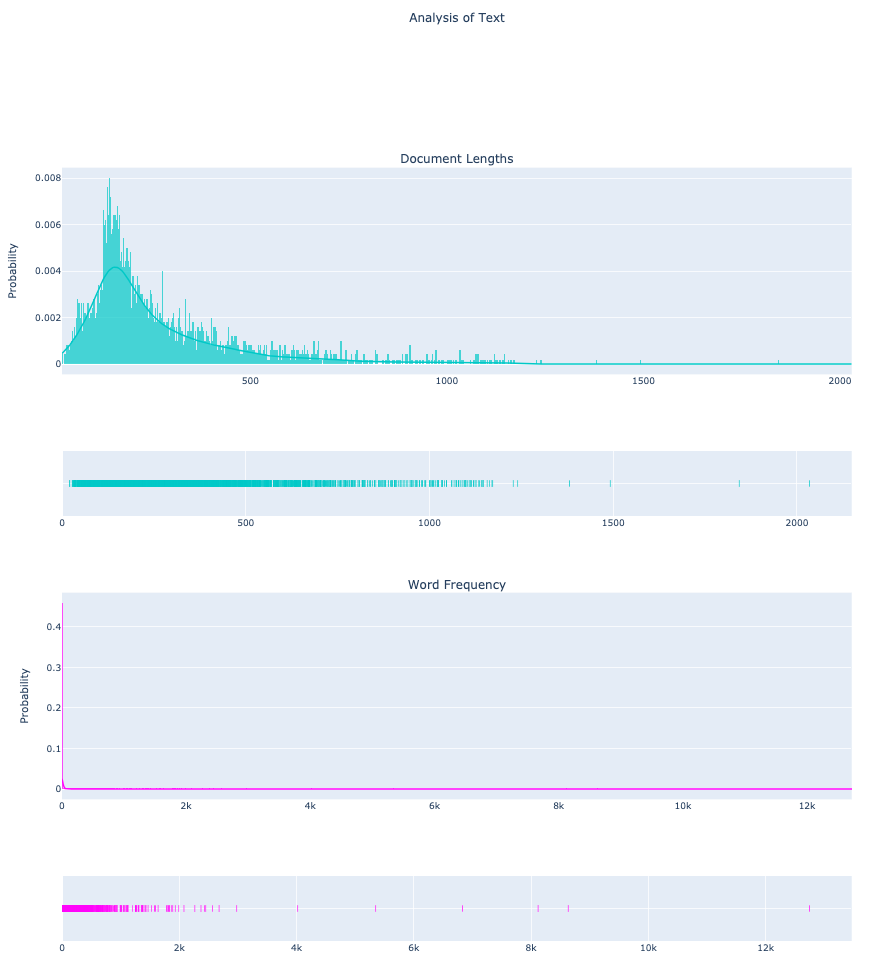 Analysis of Text
Document Lengths
0.008
0.006
0.004
0.002
0
Probability
500 1000 1500 2000
0 500 1000 1500 2000
Word Frequency
0.4
0.3
0.2
0.1
0
Probability
0 2k 4k 6k 8k 10k 12k
0 2k 4k 6k 8k 10k 12k